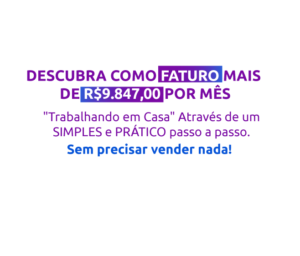 DESCUBRA COMO FATURO MAIS
DE R$9.847,00 POR MÊS
"Trabalhando em Casa" Através de um
SIMPLES e PRÁTICO passo a passo.
Sem precisar vender nada!